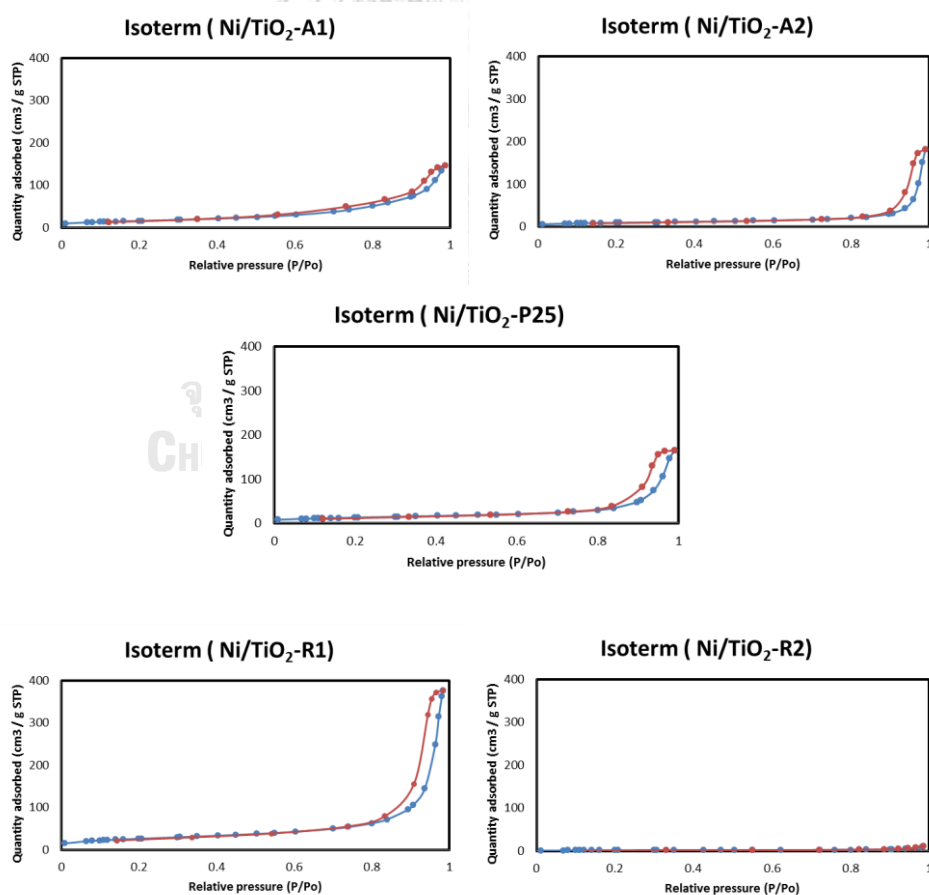 Isoterm ( Ni/TiO₂-A1)
Quantity adsorbed (cm3 / g STP)
400
300
200
100
0
0 0.2 0.4 0.6 0.8 1
Relative pressure (P/Po)
Isoterm ( Ni/TiO₂-A2)
Quantity adsorbed (cm3 / g STP)
400
300
200
100
0
0 0.2 0.4 0.6 0.8 1
Relative pressure (P/Po)
Isoterm ( Ni/TiO₂-P25)
Quantity adsorbed (cm3 / g STP)
400
300
200
100
0
0 0.2 0.4 0.6 0.8 1
Relative pressure (P/Po)
Isoterm ( Ni/TiO₂-R1)
Quantity adsorbed (cm3 / g STP)
400
300
200
100
0
0 0.2 0.4 0.6 0.8 1
Relative pressure (P/Po)
Isoterm ( Ni/TiO₂-R2)
Quantity adsorbed (cm3 / g STP)
400
300
200
100
0
0 0.2 0.4 0.6 0.8 1
Relative pressure (P/Po)